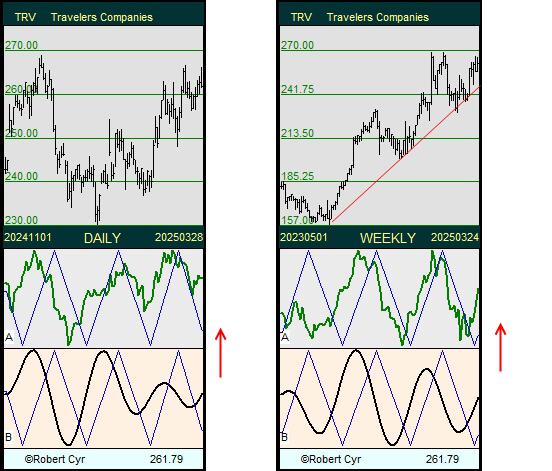 TRV Travelers Companies
270.00
260.00
250.00
240.00
230.00
20241101 DAILY 20250328
A
B
©Robert Cyr 261.79
TRV Travelers Companies
270.00
241.75
213.50
185.25
157.00
20230501 WEEKLY 20250324
A
B
©Robert Cyr 261.79